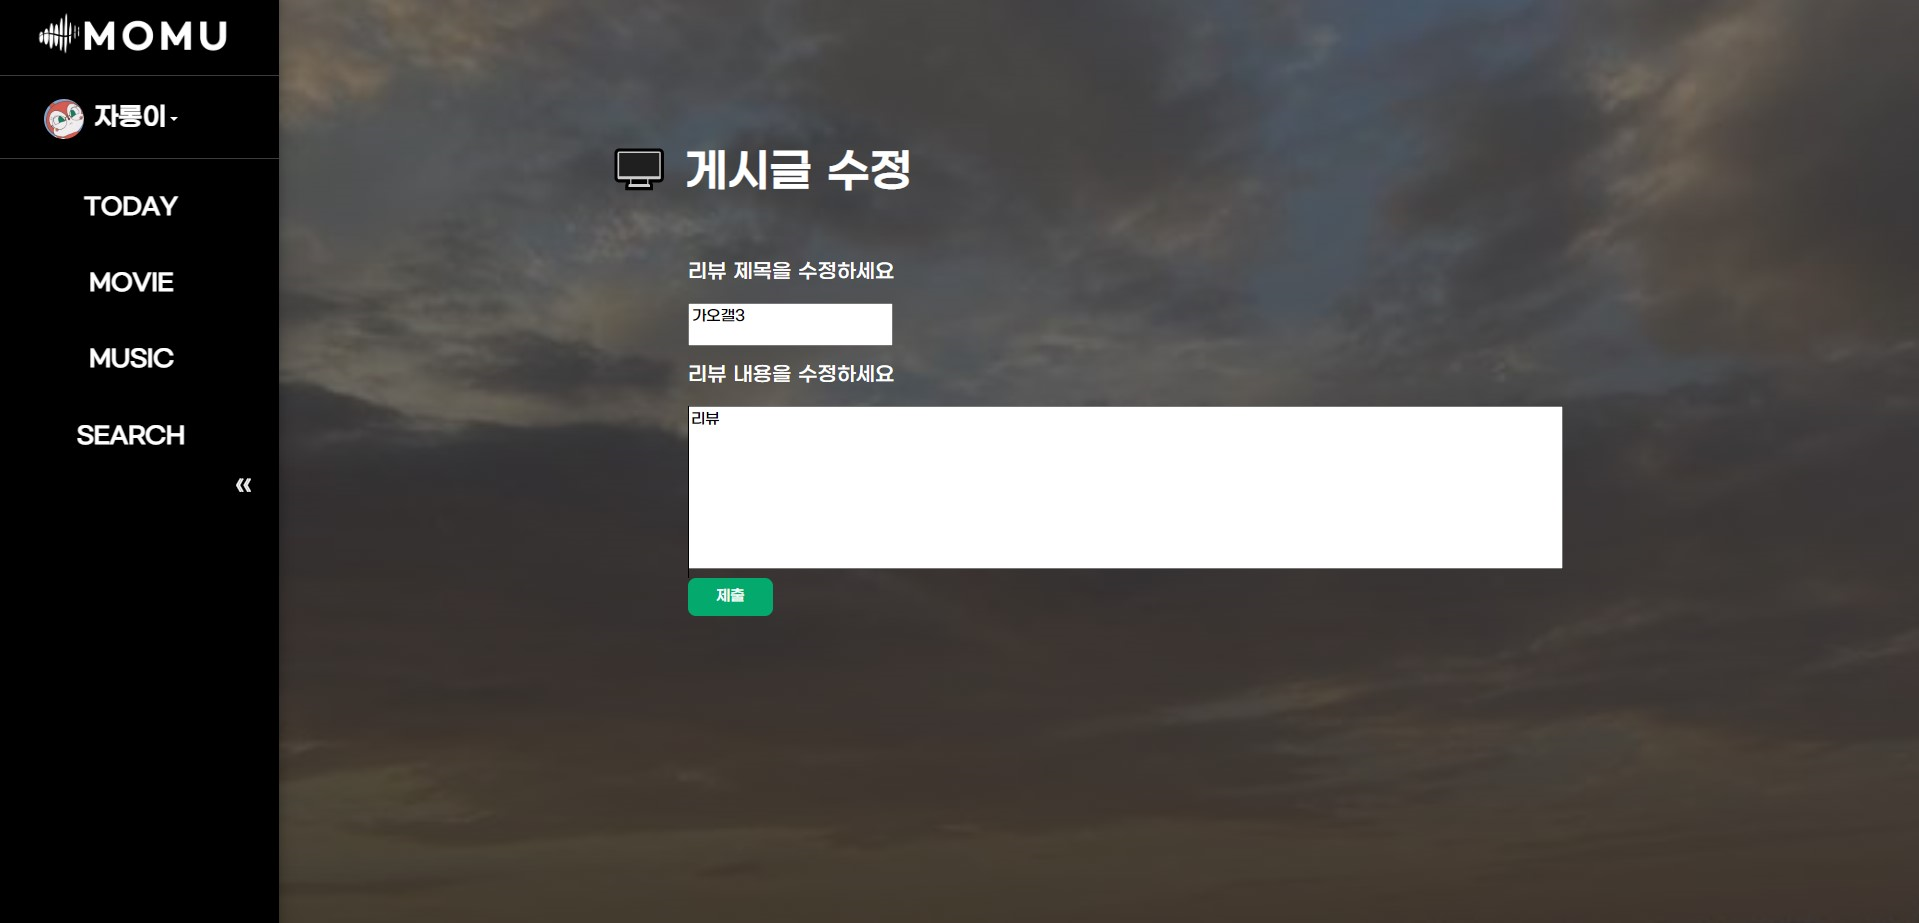 MOMU
자롱이
TODAY
MOVIE
MUSIC
SEARCH
«
게시글 수정
리뷰 제목을 수정하세요
가오갤3
리뷰 내용을 수정하세요
리뷰
제출